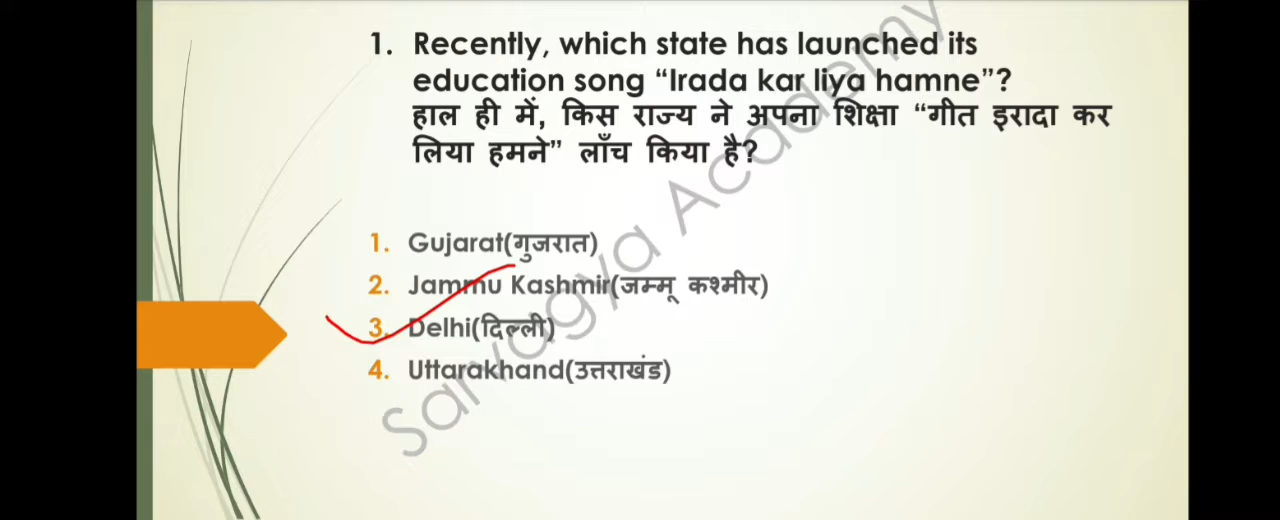 1. Recently, which state has launched its
education song “Irada kar liya hamne”?
हाल ही में, किस राज्य ने अपना शिक्षा “गीत इरादा कर
लिया हमने” लाँच किया है?
1. Gujarat(गुजरात)
2. Jammu Kashmir(जम्मू कश्मीर)
3. Delhi(दिल्ली)
4. Uttarakhand(उत्तराखंड)
Sarvagya Academy